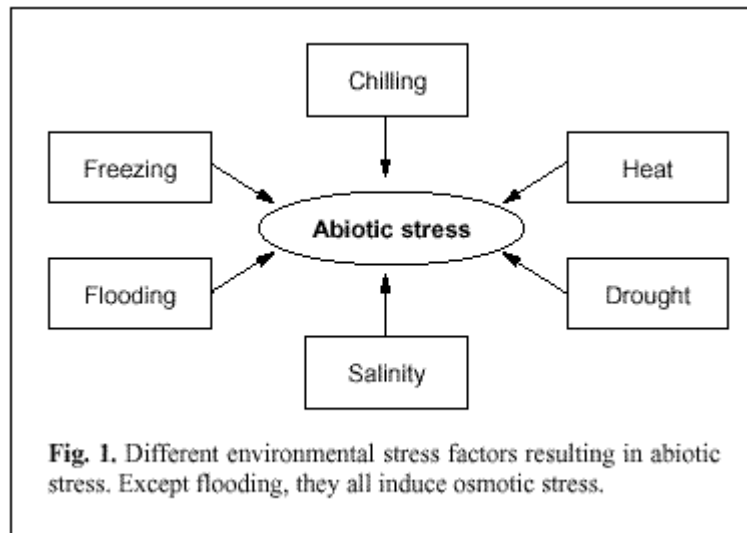 Chilling
Freezing
Heat
Abiotic stress
Flooding
Drought
Salinity
Fig. 1. Different environmental stress factors resulting in abiotic
stress. Except flooding, they all induce osmotic stress.